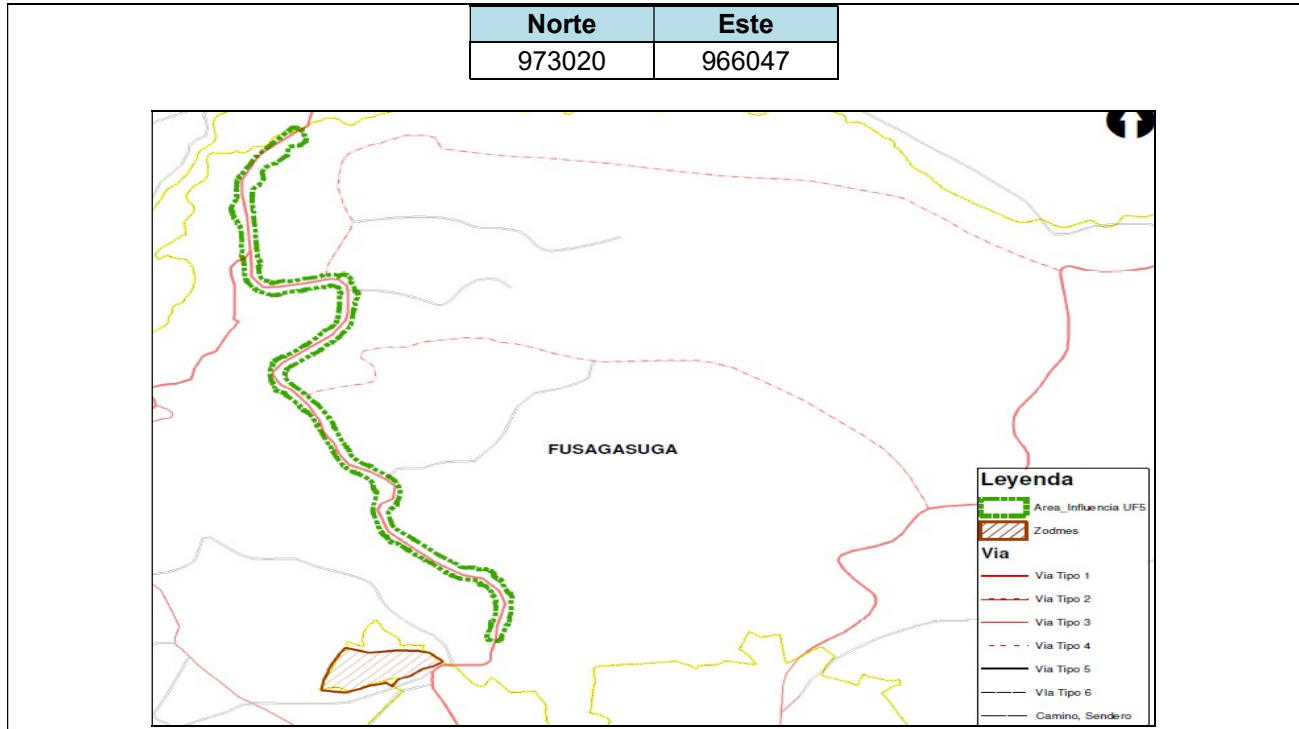 Norte Este
973020 966047
FUSAGASUGA
Leyenda
Area_Influencia UF5
Zodmes
Via
Via Tipo 1
Via Tipo 2
Via Tipo 3
Via Tipo 4
Via Tipo 5
VIa Tipo 6
Camino, Sendero